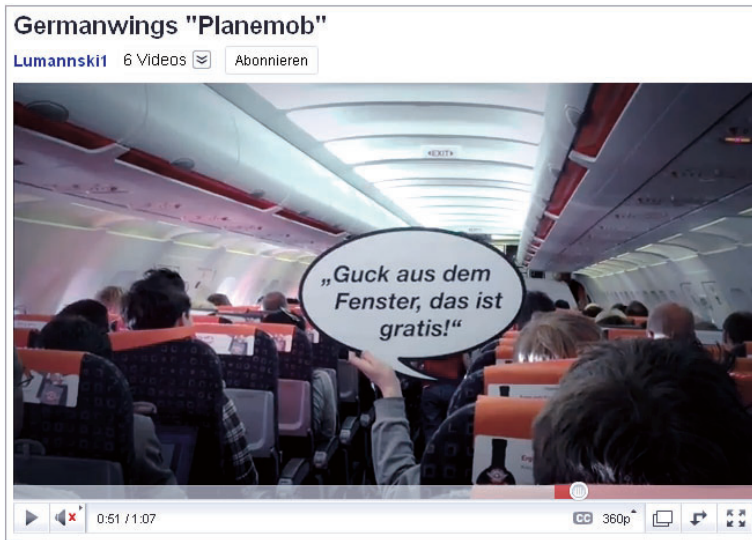 Germanwings "Planemob"
Lumannski1 6 Videos Abonnieren
EXIT
„Guck aus dem
Fenster, das ist
gratis!“
0:51 / 1:07 CC 360p